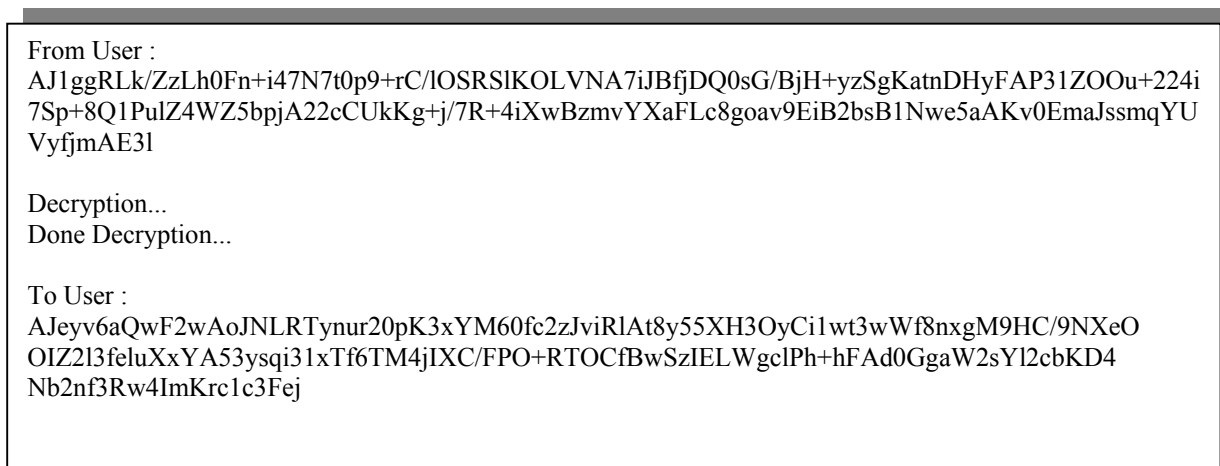 From User :
AJ1ggRLk/ZzLh0Fn+i47N7t0p9+rC/lOSRSlKOLVNA7iJBfjDQ0sG/BjH+yzSgKatnDHyFAP31ZOOu+224i
7Sp+8Q1PulZ4WZ5bpjA22cCUkKg+j/7R+4iXwBzmvYXaFLc8goav9EiB2bsB1Nwe5aAKv0EmaJssmqYU
VyfjmAE3l
Decryption...
Done Decryption...
To User :
AJeyv6aQwF2wAoJNLRTynur20pK3xYM60fc2zJviRlAt8y55XH3OyCi1wt3wWf8nxgM9HC/9NXeO
OIZ2l3feluXxYA53ysqi31xTf6TM4jIXC/FPO+RTOCfBwSzIELWgclPh+hFAd0GgaW2sYl2cbKD4
Nb2nf3Rw4ImKrc1c3Fej